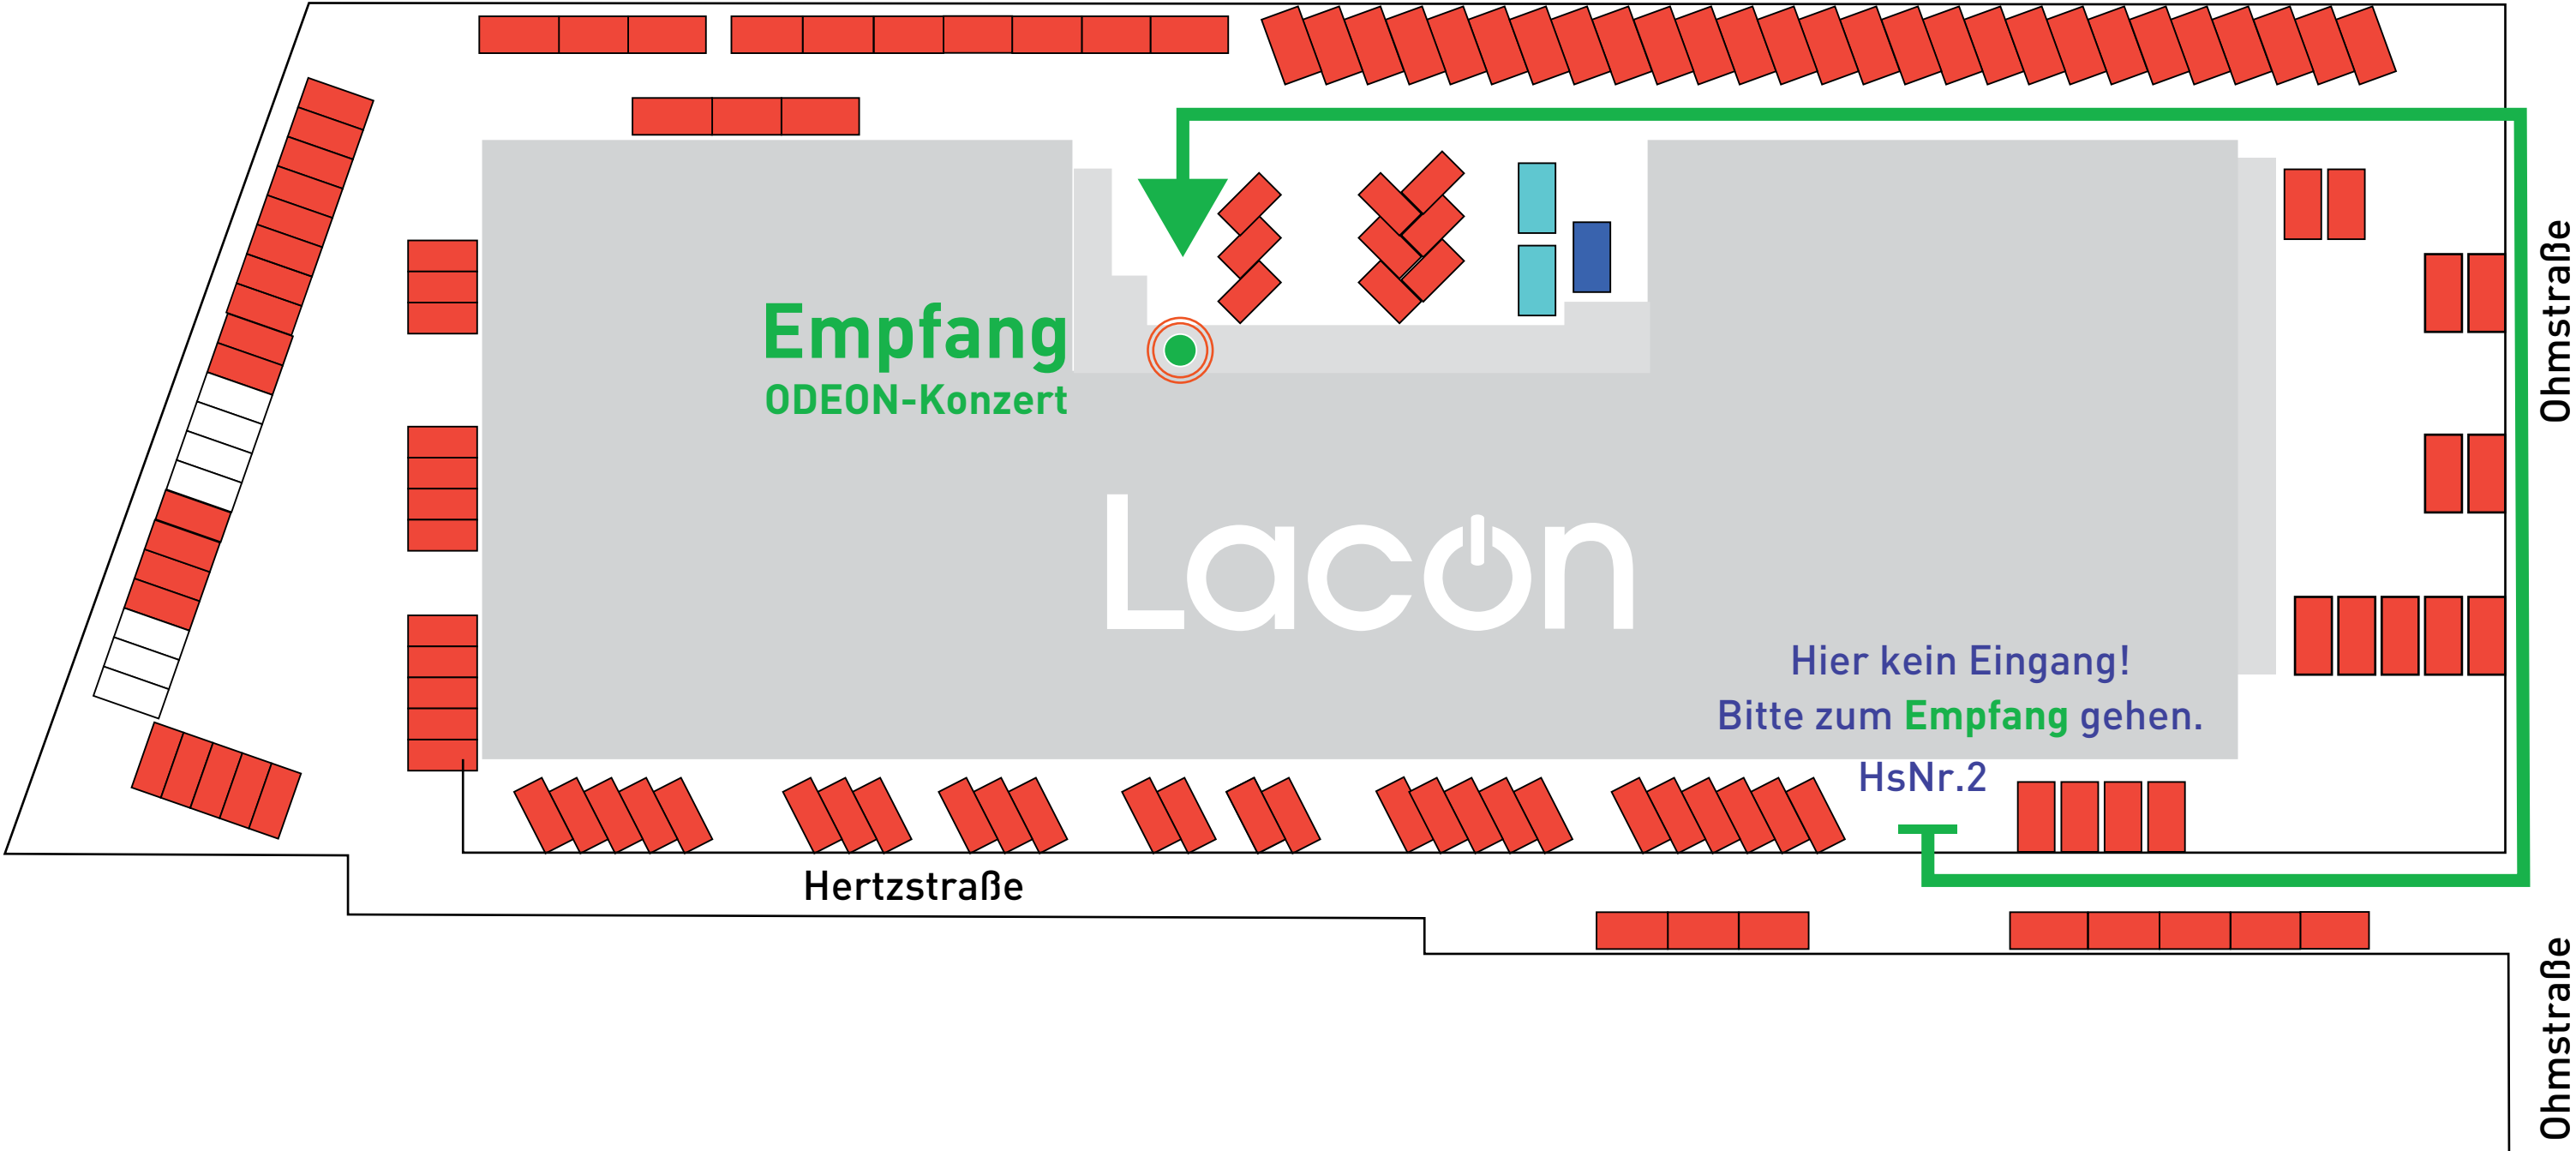 Empfang
ODEON-Konzert
Lacon
Hier kein Eingang!
Bitte zum Empfang gehen.
HsNr.2
Hertzstraße
Ohmstraße
Ohmstraße